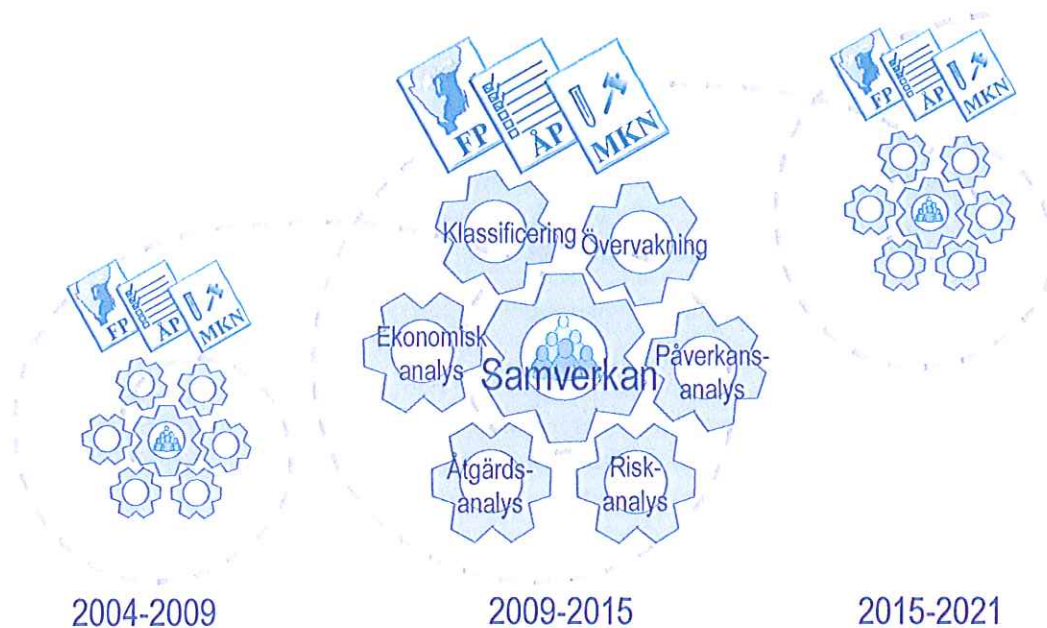 FP ÅP MKN
FP ÅP MKN
FP ÅP MKN
Klassificering
Övervakning
Ekonomisk
analys
Samverkan
Påverkans-
analys
Åtgärds-
analys
Risk-
analys
2004-2009
2009-2015
2015-2021